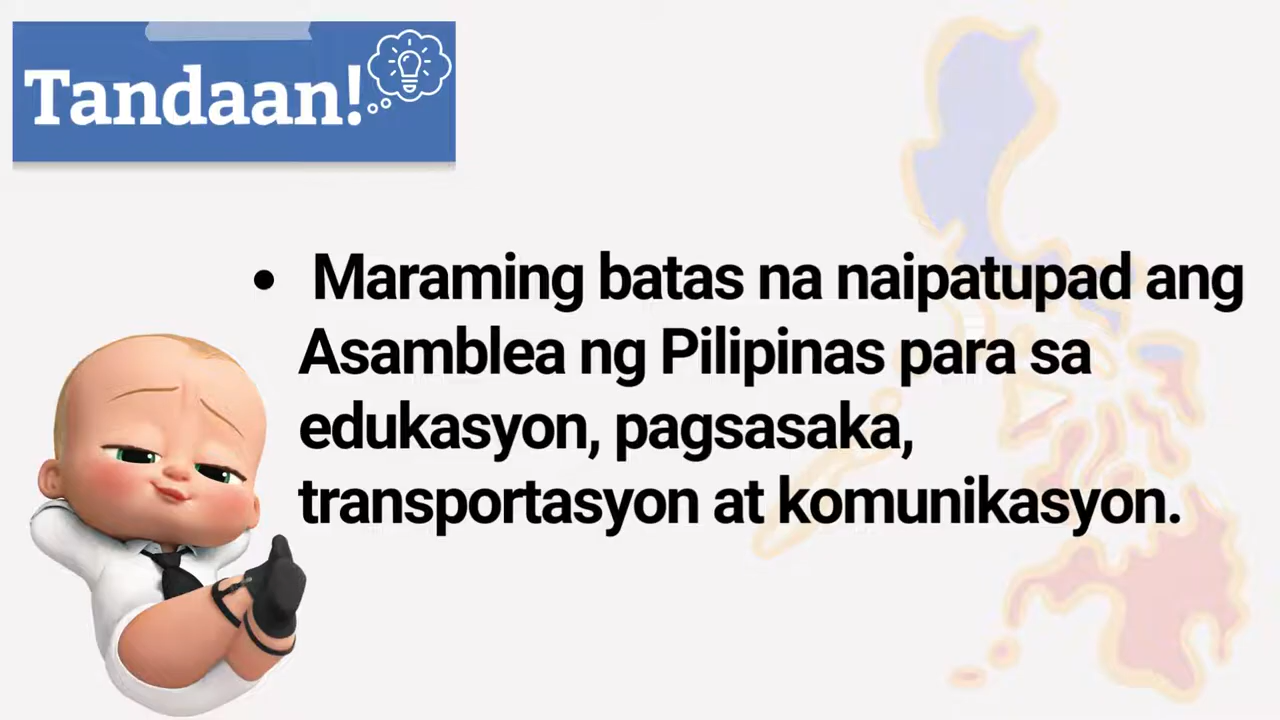 Tandaan!
• Maraming batas na naipatupad ang
Asamblea ng Pilipinas para sa
edukasyon, pagsasaka,
transportasyon at komunikasyon.